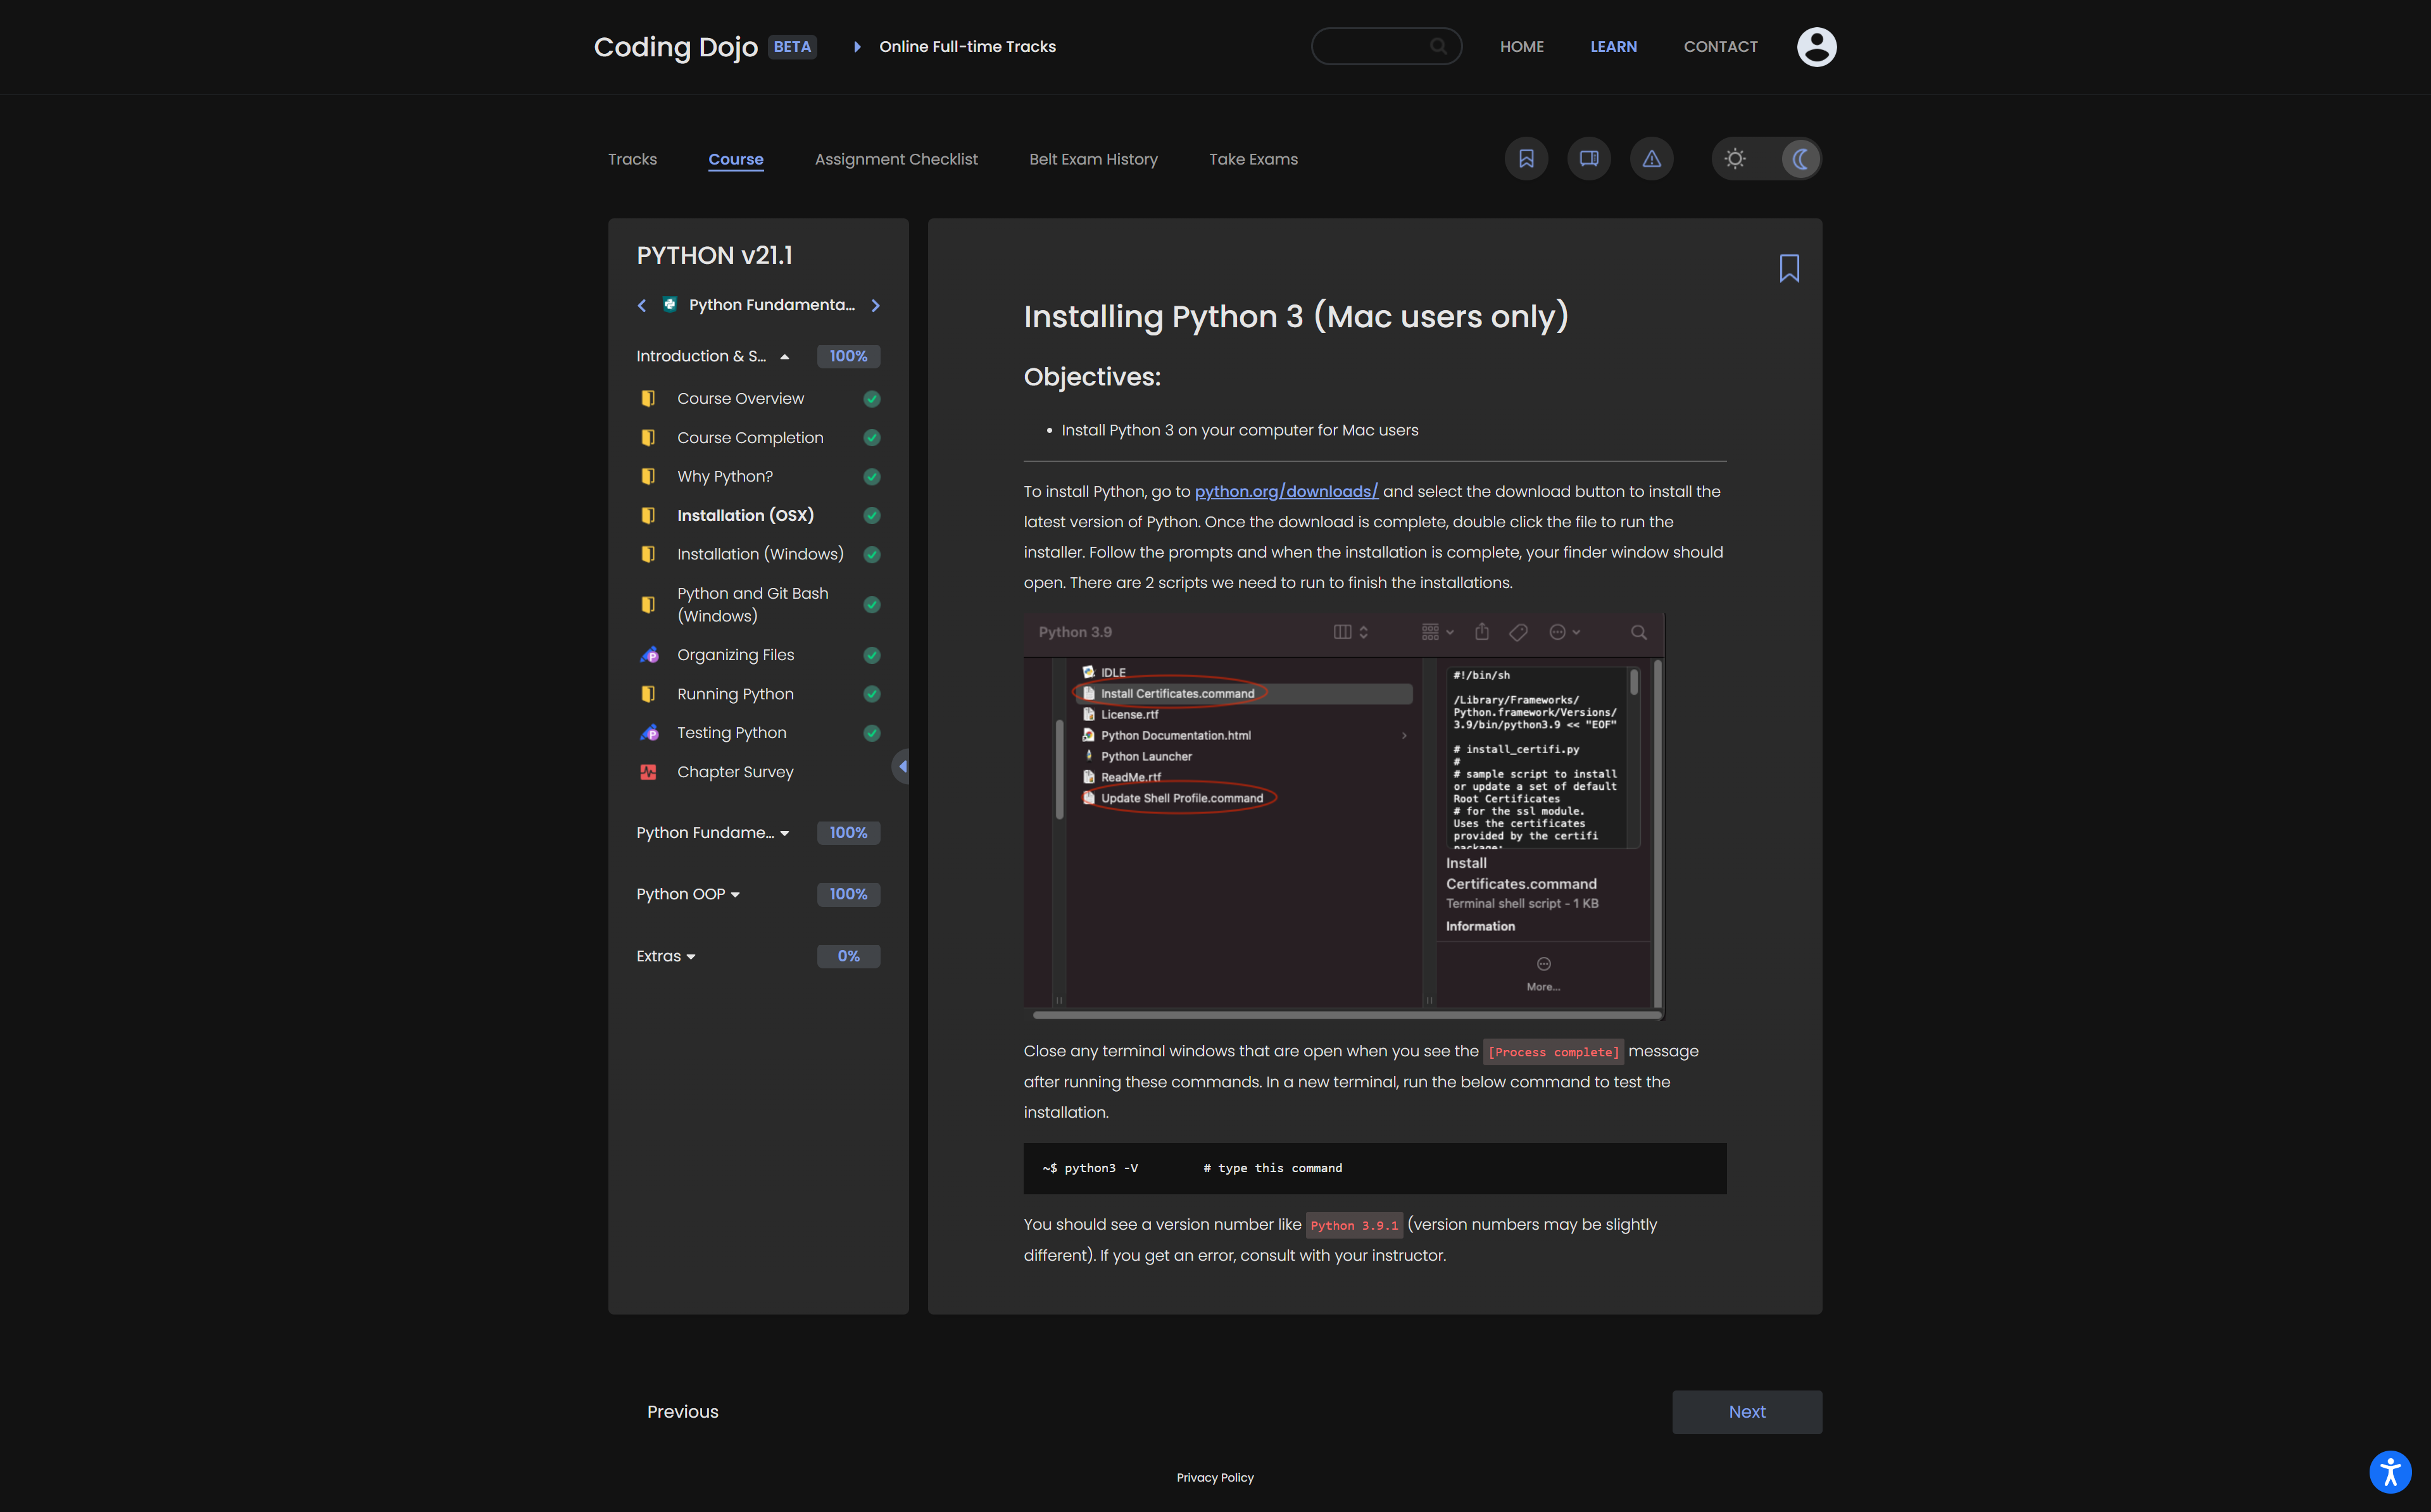 Coding Dojo BETA Online Full-time Tracks HOME LEARN CONTACT
Tracks Course Assignment Checklist Belt Exam History Take Exams
PYTHON v21.1
Python Fundamenta...
Introduction & S... 100%
Course Overview
Course Completion
Why Python?
Installation (OSX)
Installation (Windows)
Python and Git Bash
(Windows)
Organizing Files
Running Python
Testing Python
Chapter Survey
Python Fundame... 100%
Python OOP 100%
Extras 0%
Installing Python 3 (Mac users only)
Objectives:
• Install Python 3 on your computer for Mac users
To install Python, go to python.org/downloads/ and select the download button to install the
latest version of Python. Once the download is complete, double click the file to run the
installer. Follow the prompts and when the installation is complete, your finder window should
open. There are 2 scripts we need to run to finish the installations.
Python 3.9
IDLE
Install Certificates.command
License.rtf
Python Documentation.html
Python Launcher
ReadMe.rtf
Update Shell Profile.command
#!/bin/sh
/Library/Frameworks/
Python.framework/Versions/
3.9/bin/python3.9 << "EOF"
# install_certifi.py
#
# sample script to install
or update a set of default
Root Certificates
# for the ssl module.
Uses the certificates
provided by the certifi
package:
Install
Certificates.command
Terminal shell script - 1 KB
Information
More...
Close any terminal windows that are open when you see the [Process complete] message
after running these commands. In a new terminal, run the below command to test the
installation.
~$ python3 -V # type this command
You should see a version number like Python 3.9.1 (version numbers may be slightly
different). If you get an error, consult with your instructor.
Previous
Next
Privacy Policy